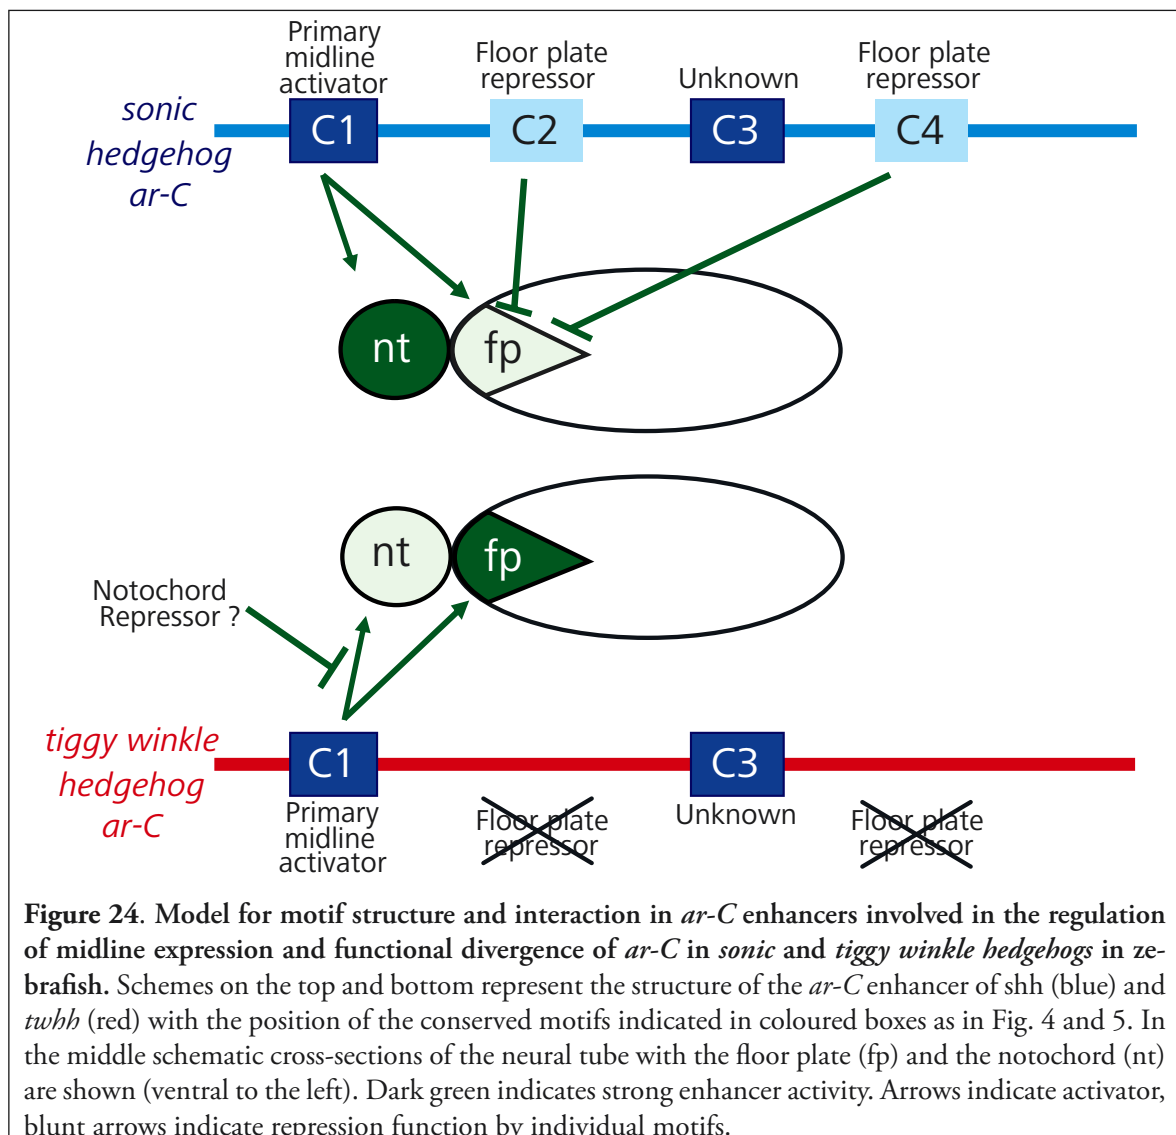 Primary
midline
activator
Floor plate
repressor
Unknown
Floor plate
repressor
sonic
hedgehog
ar-C
C1
C2
C3
C4
nt
fp
nt
fp
Notochord
Repressor ?
tiggy winkle
hedgehog
ar-C
C1
C3
Primary
midline
activator
Floor plate
repressor
Unknown
Floor plate
repressor
Figure 24. Model for motif structure and interaction in ar-C enhancers involved in the regulation
of midline expression and functional divergence of ar-C in sonic and tiggy winkle hedgehogs in ze-
brafish. Schemes on the top and bottom represent the structure of the ar-C enhancer of shh (blue) and
twhh (red) with the position of the conserved motifs indicated in coloured boxes as in Fig. 4 and 5. In
the middle schematic cross-sections of the neural tube with the floor plate (fp) and the notochord (nt)
are shown (ventral to the left). Dark green indicates strong enhancer activity. Arrows indicate activator,
blunt arrows indicate repression function by individual motifs.